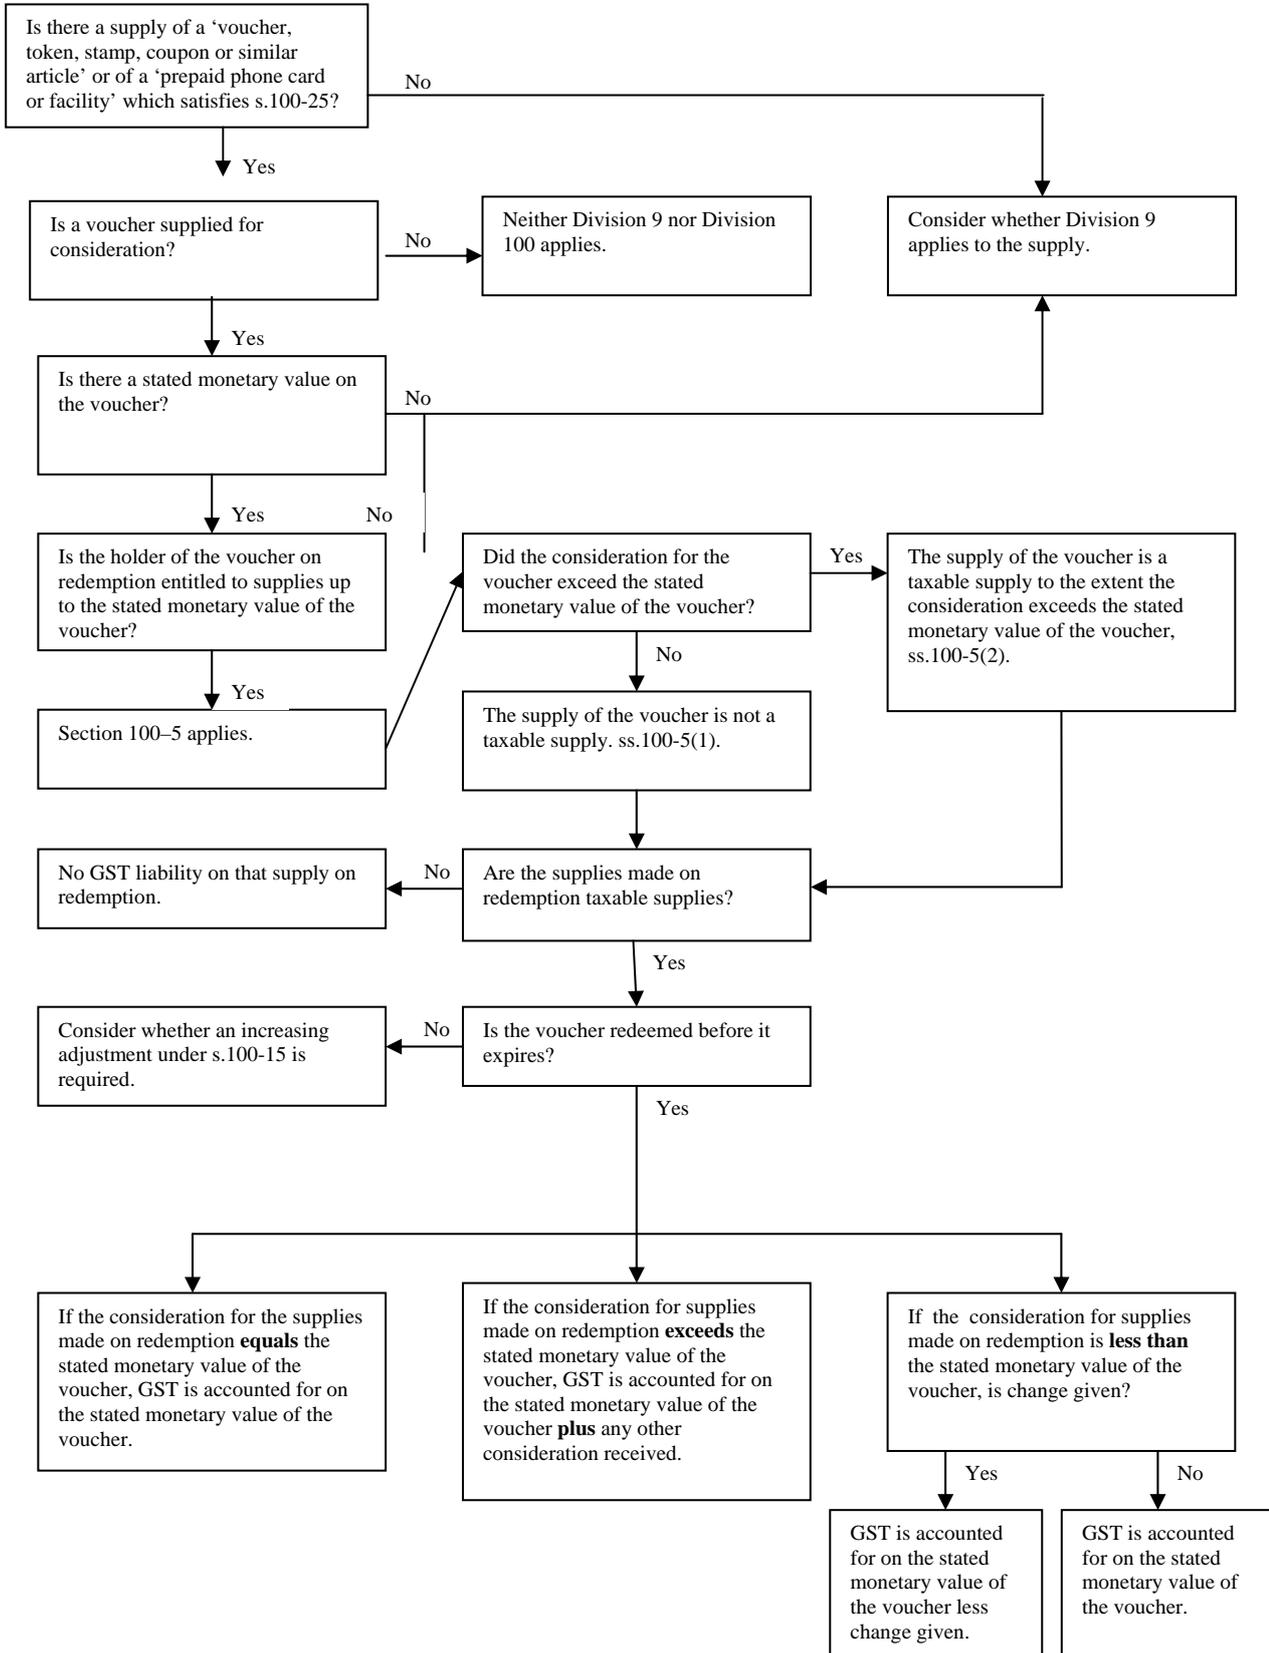 Is there a supply of a ‘voucher,
token, stamp, coupon or similar
article’ or of a ‘prepaid phone card
or facility’ which satisfies s.100-25?
No
Yes
Is a voucher supplied for
consideration?
No
Neither Division 9 nor Division
100 applies.
Consider whether Division 9
applies to the supply.
Yes
Is there a stated monetary value on
the voucher?
No
Yes
No
Is the holder of the voucher on
redemption entitled to supplies up
to the stated monetary value of the
voucher?
Did the consideration for the
voucher exceed the stated
monetary value of the voucher?
Yes
The supply of the voucher is a
taxable supply to the extent the
consideration exceeds the stated
monetary value of the voucher,
ss.100-5(2).
No
Yes
Section 100–5 applies.
The supply of the voucher is not a
taxable supply. ss.100-5(1).
No GST liability on that supply on
redemption.
No
Are the supplies made on
redemption taxable supplies?
Yes
Consider whether an increasing
adjustment under s.100-15 is
required.
No
Is the voucher redeemed before it
expires?
Yes
If the consideration for the supplies
made on redemption equals the
stated monetary value of the
voucher, GST is accounted for on
the stated monetary value of the
voucher.
If the consideration for supplies
made on redemption exceeds the
stated monetary value of the
voucher, GST is accounted for on
the stated monetary value of the
voucher plus any other
consideration received.
If  the  consideration for supplies
made on redemption is less than
the stated monetary value of the
voucher, is change given?
Yes
No
GST is accounted
for on the stated
monetary value of
the voucher less
change given.
GST is accounted
for on the stated
monetary value of
the voucher.